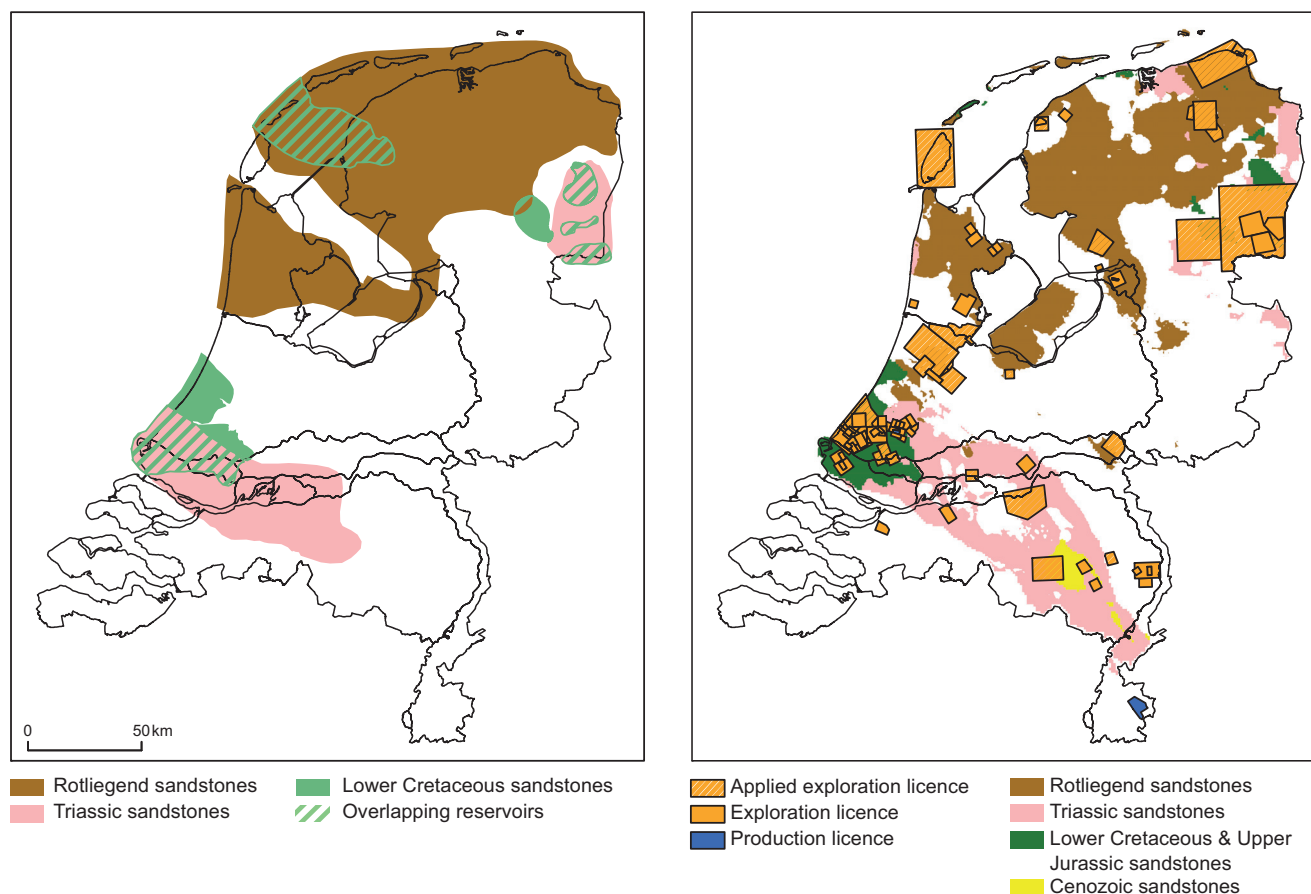 0 50 km
Rotliegend sandstones
Triassic sandstones
Lower Cretaceous sandstones
Overlapping reservoirs
Applied exploration licence
Exploration licence
Production licence
Rotliegend sandstones
Triassic sandstones
Lower Cretaceous & Upper
Jurassic sandstones
Cenozoic sandstones